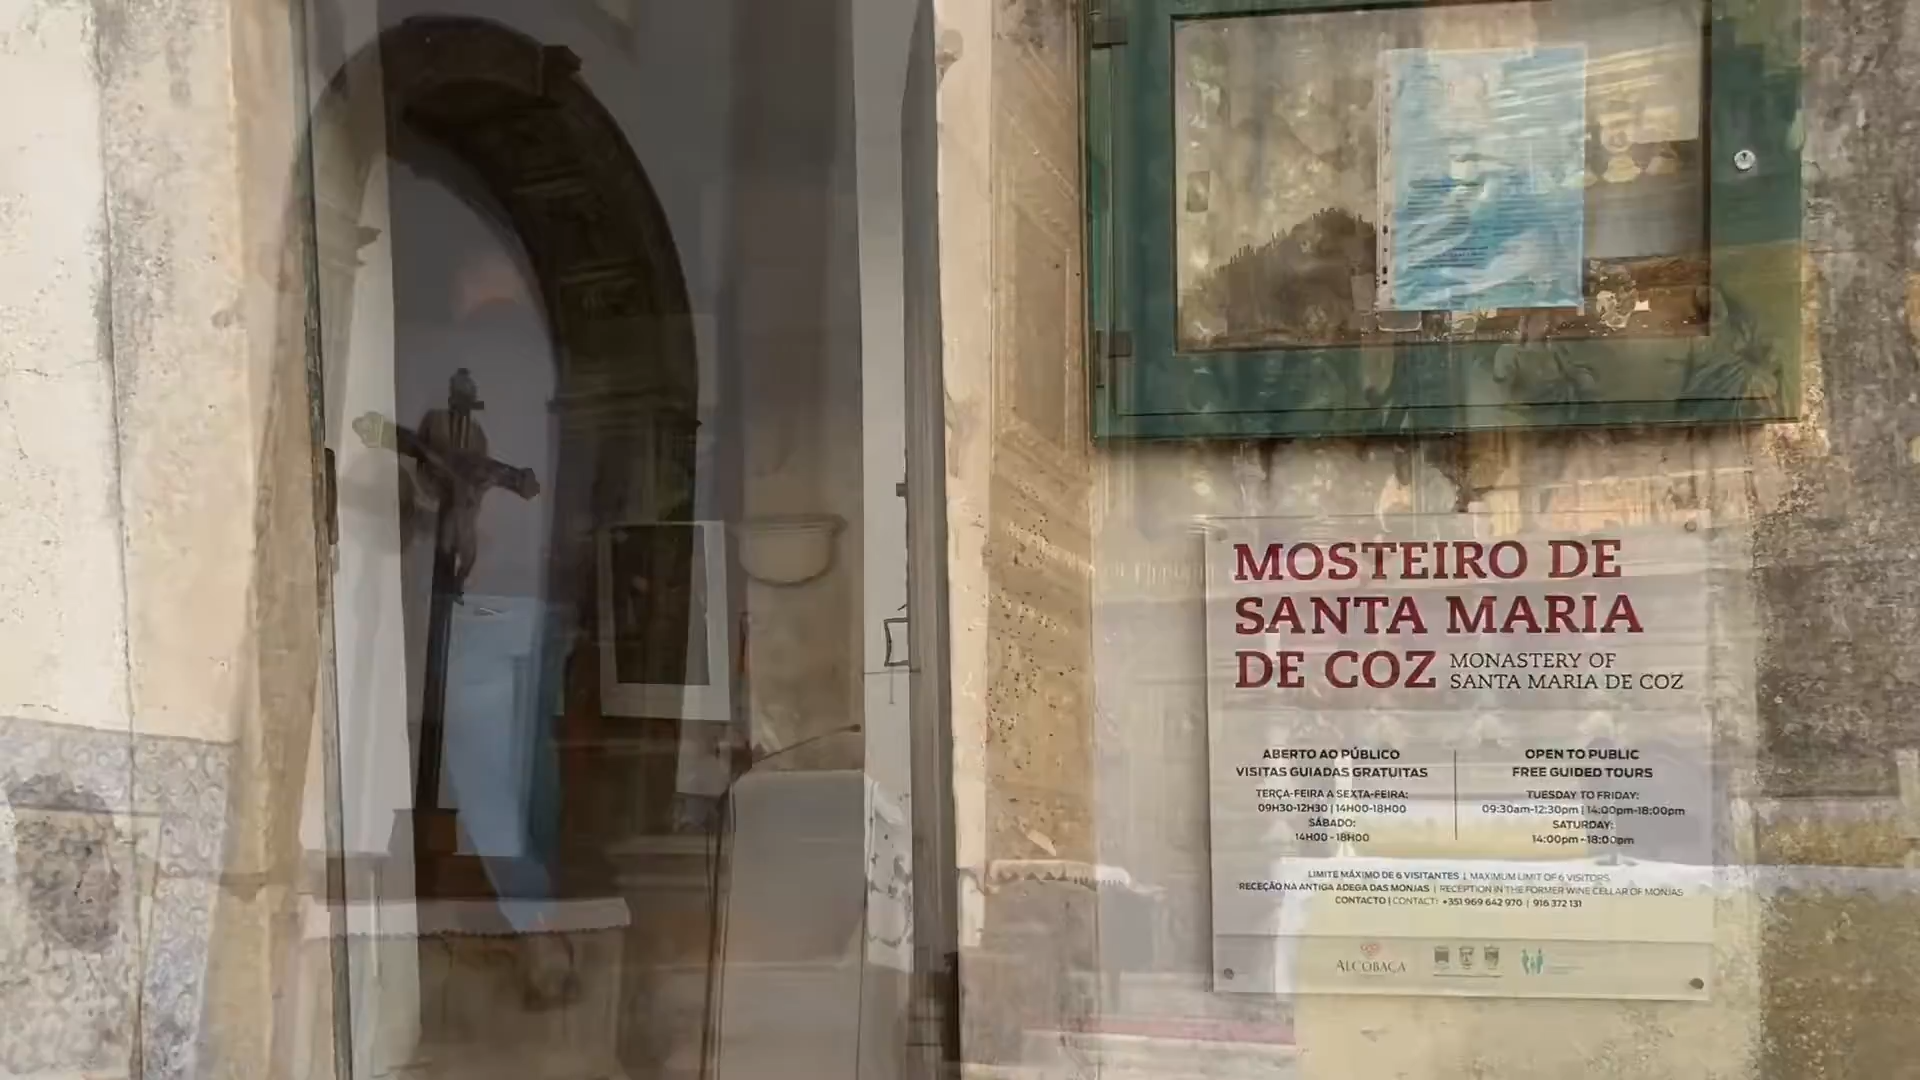 MOSTEIRO DE
SANTA MARIA
DE COZ
MONASTERY OF
SANTA MARIA DE COZ
ABERTO AO PÚBLICO
VISITAS GUIADAS GRATUITAS
TERÇA-FEIRA A SEXTA-FEIRA:
09H30-12H30 | 14H00-18H00
SÁBADO:
14H00 - 18H00
OPEN TO PUBLIC
FREE GUIDED TOURS
TUESDAY TO FRIDAY:
09:30am-12:30pm | 14:00pm-18:00pm
SATURDAY:
14:00pm - 18:00pm
LIMITE MÁXIMO DE 6 VISITANTES | MAXIMUM LIMIT OF 6 VISITORS
RECEÇÃO NA ANTIGA ADEGA DAS MONJAS | RECEPTION IN THE FORMER WINE CELLAR OF MONJAS
CONTACTO | CONTACT: +351 969 642 970 | 916 372 131
ALCOBAÇA